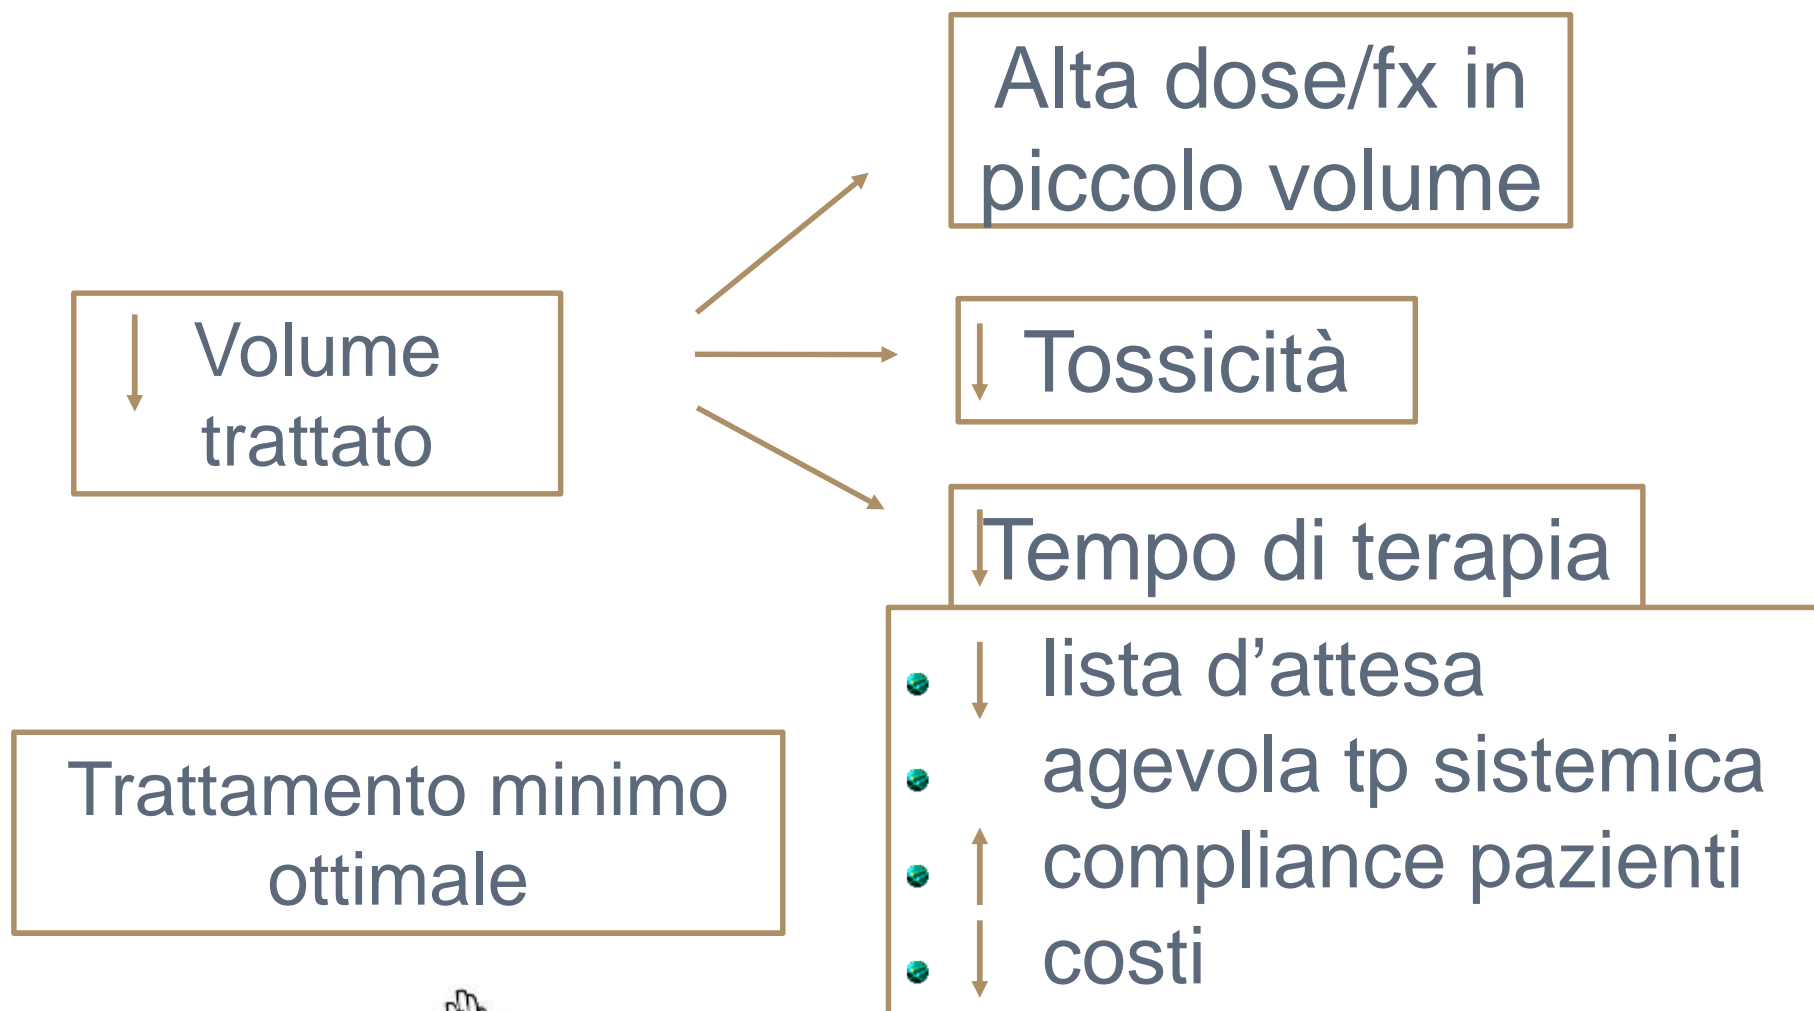 Alta dose/fx in
piccolo volume
Volume
trattato
Tossicità
Tempo di terapia
lista d’attesa
agevola tp sistemica
compliance pazienti
costi
Trattamento minimo
ottimale